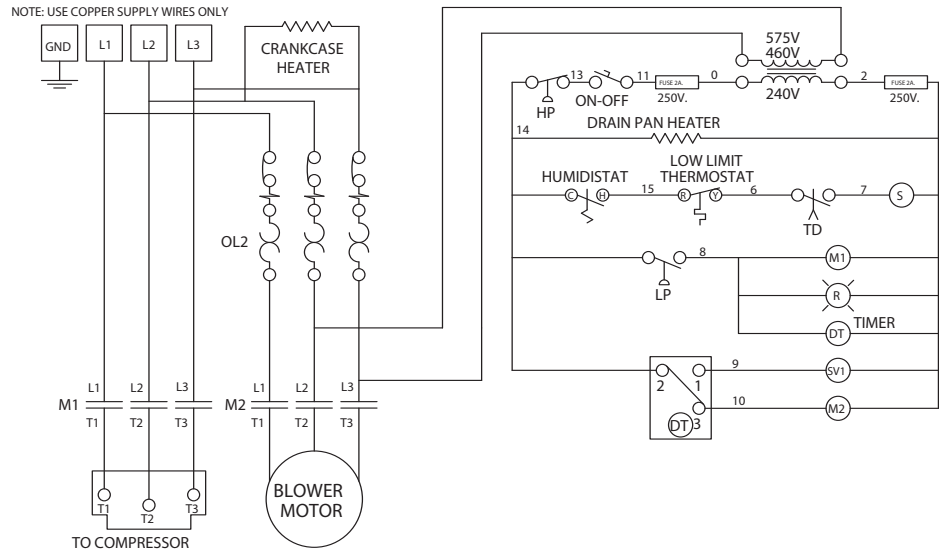 NOTE: USE COPPER SUPPLY WIRES ONLY
GND
L1
L2
L3
CRANKCASE
HEATER
575V
460V
240V
HP
13
ON-OFF
11
FUSE 2A.
250V.
0
2
FUSE 2A.
250V.
14
DRAIN PAN HEATER
HUMIDISTAT
C
H
15
LOW LIMIT
THERMOSTAT
R
Y
6
TD
7
S
OL2
LP
8
M1
R
DT
TIMER
2
1
DT
3
9
SV1
10
M2
M1
L1
L2
L3
T1
T2
T3
M2
L1
L2
L3
T1
T2
T3
T1
T2
T3
TO COMPRESSOR
BLOWER
MOTOR